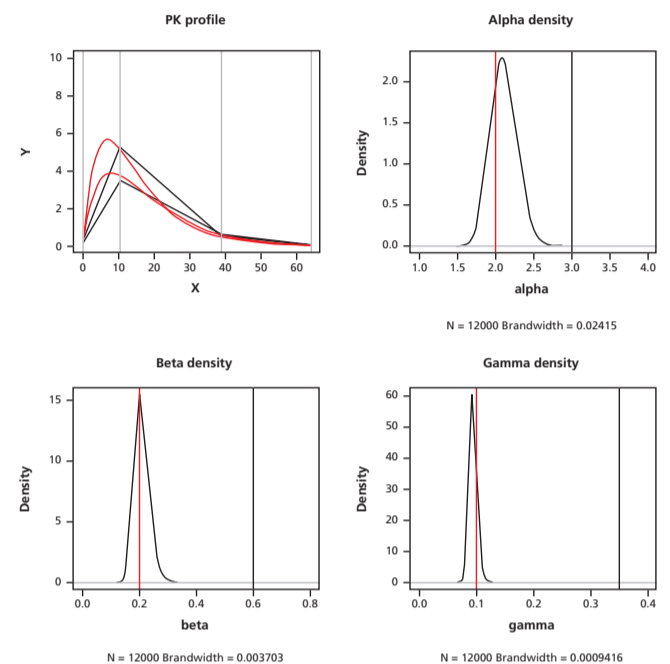 PK profile
Y
10
8
6
4
2
0
0 10 20 30 40 50 60
X
Alpha density
Density
2.0
1.5
1.0
0.5
0.0
1.0 1.5 2.0 2.5 3.0 3.5 4.0
alpha
N = 12000 Brandwidth = 0.02415
Beta density
Density
15
10
5
0
0.0 0.2 0.4 0.6 0.8
beta
N = 12000 Brandwidth = 0.003703
Gamma density
Density
60
50
40
30
20
10
0
0.0 0.1 0.2 0.3 0.4
gamma
N = 12000 Brandwidth = 0.0009416